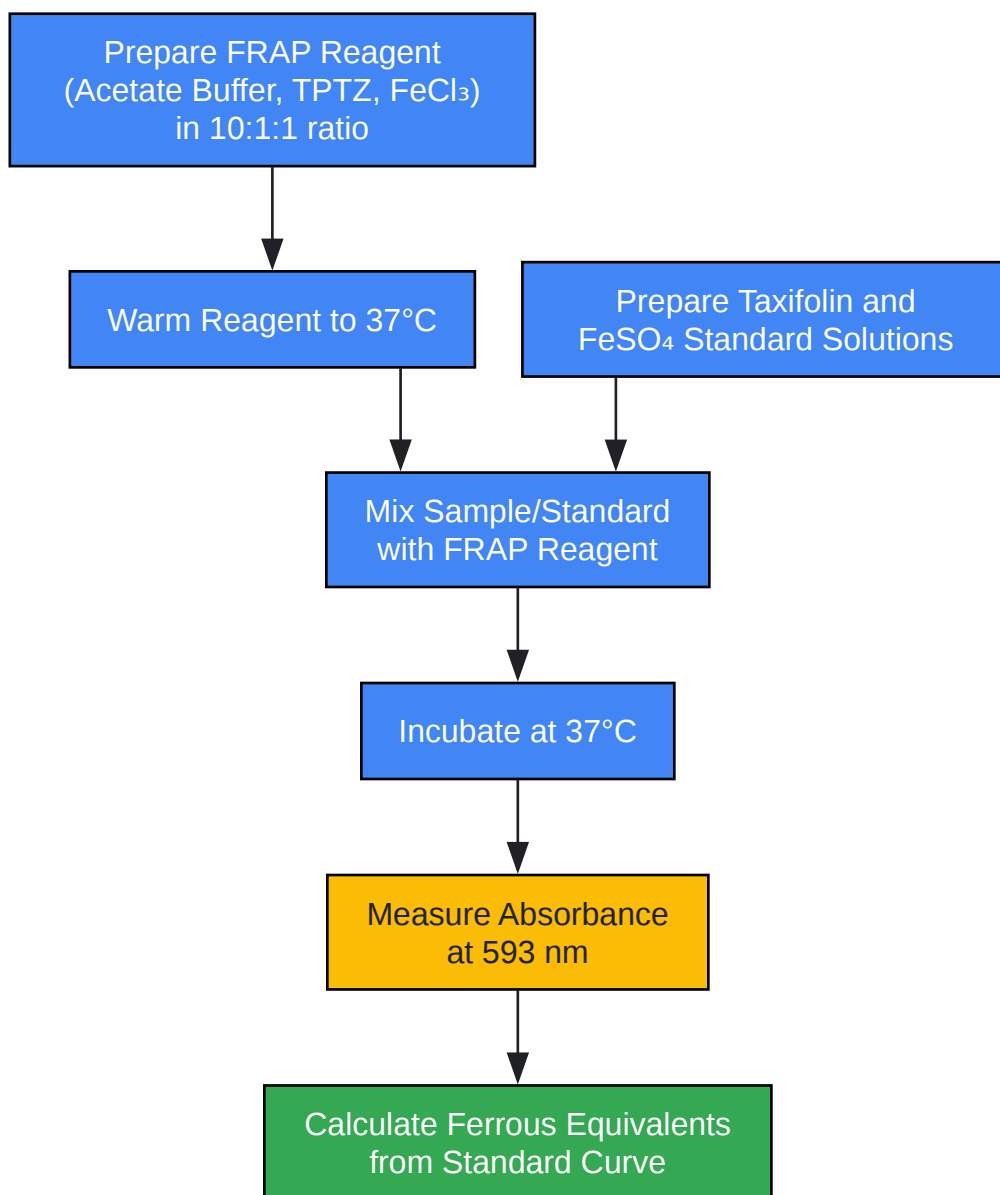 Prepare FRAP Reagent
(Acetate Buffer, TPTZ, FeCl₃)
in 10:1:1 ratio
Warm Reagent to 37°C
Prepare Taxifolin and
FeSO₄ Standard Solutions
Mix Sample/Standard
with FRAP Reagent
Incubate at 37°C
Measure Absorbance
at 593 nm
Calculate Ferrous Equivalents
from Standard Curve